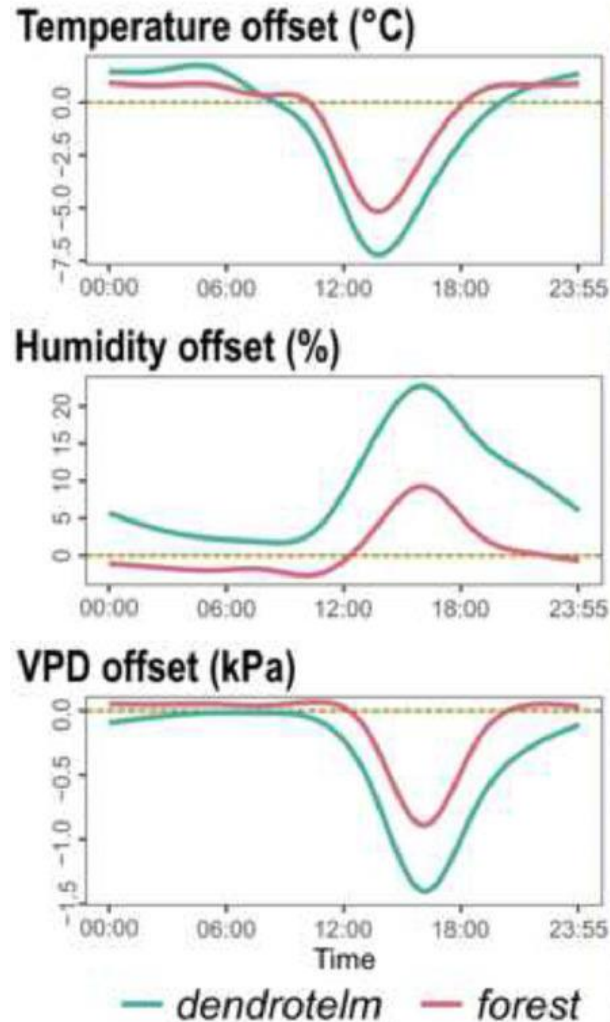 Temperature offset (°C)
0.0
−2.5
−5.0
−7.5
00:00 06:00 12:00 18:00 23:55
Humidity offset (%)
20
15
10
5
0
00:00 06:00 12:00 18:00 23:55
VPD offset (kPa)
0.0
−0.5
−1.0
−1.5
00:00 06:00 12:00 18:00 23:55
Time
dendrotelm forest